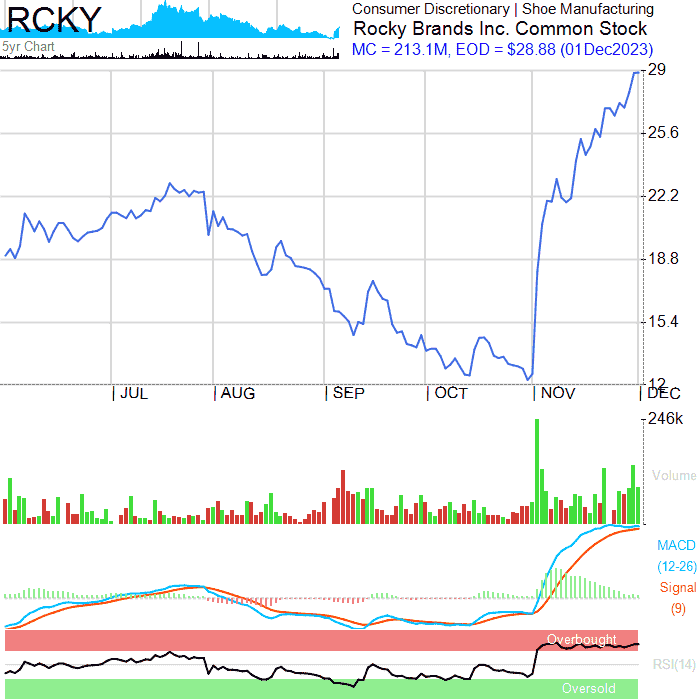 RCKY
5yr Chart
Consumer Discretionary | Shoe Manufacturing
Rocky Brands Inc. Common Stock
MC = 213.1M, EOD = $28.88 (01Dec2023)
29
25.6
22.2
18.8
15.4
12
| JUL | AUG | SEP | OCT | NOV | DEC
246k
Volume
MACD
(12-26)
Signal
(9)
Overbought
RSI(14)
Oversold